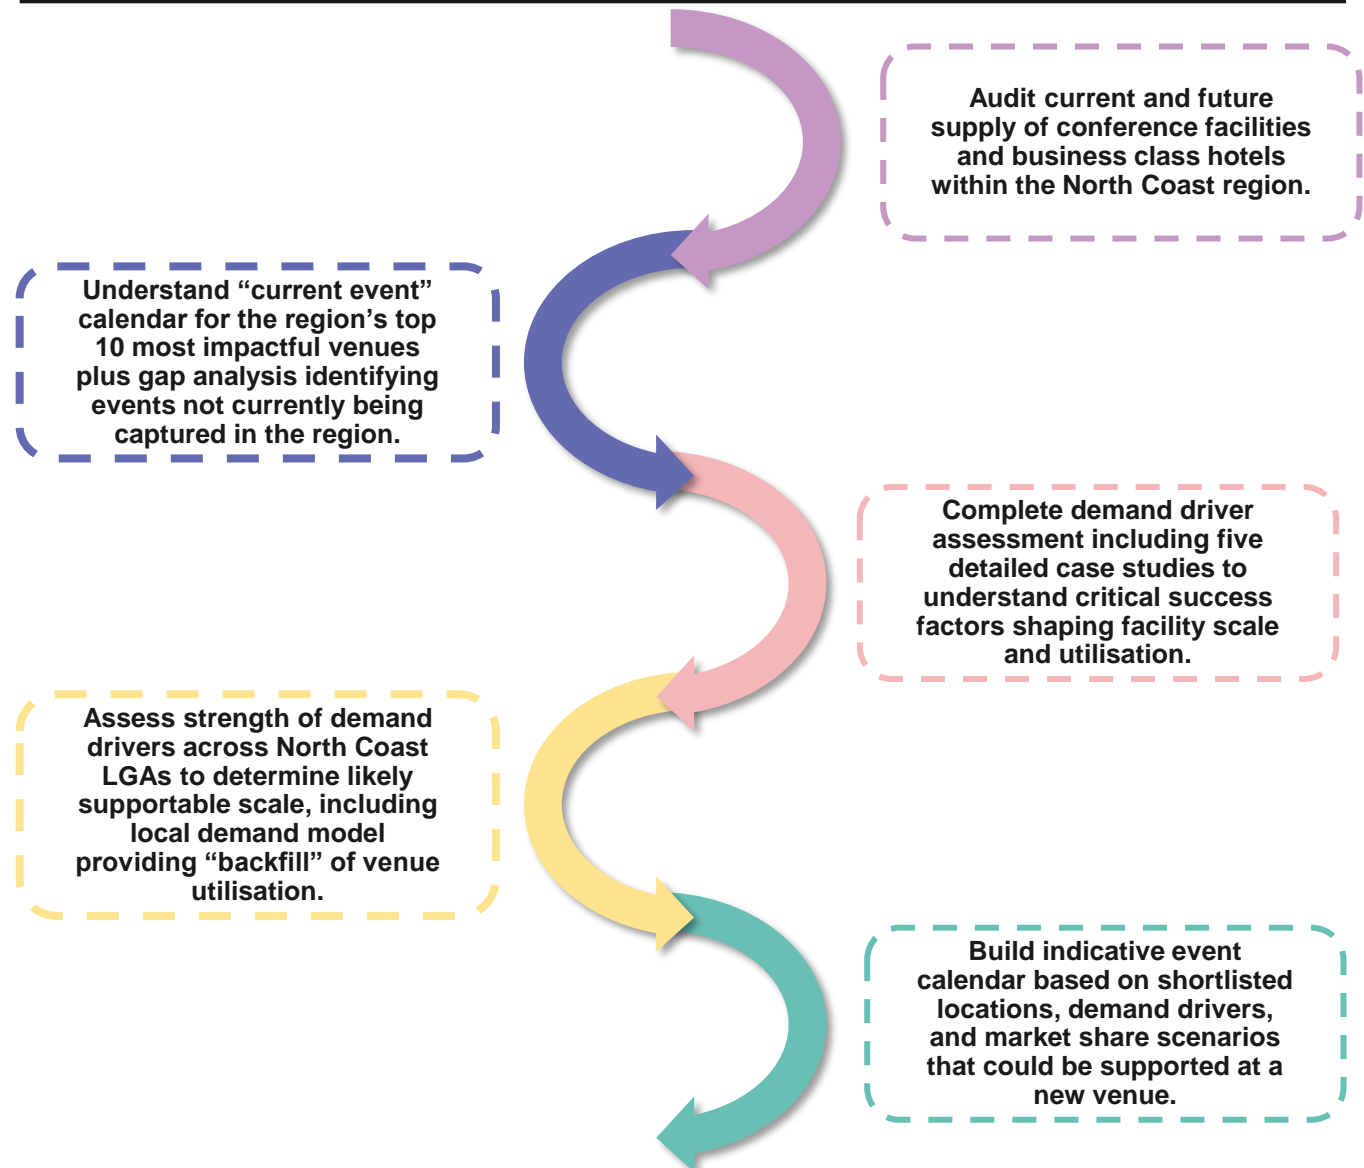 Audit current and future
supply of conference facilities
and business class hotels
within the North Coast region.
Understand “current event”
calendar for the region’s top
10 most impactful venues
plus gap analysis identifying
events not currently being
captured in the region.
Complete demand driver
assessment including five
detailed case studies to
understand critical success
factors shaping facility scale
and utilisation.
Assess strength of demand
drivers across North Coast
LGAs to determine likely
supportable scale, including
local demand model
providing “backfill” of venue
utilisation.
Build indicative event
calendar based on shortlisted
locations, demand drivers,
and market share scenarios
that could be supported at a
new venue.